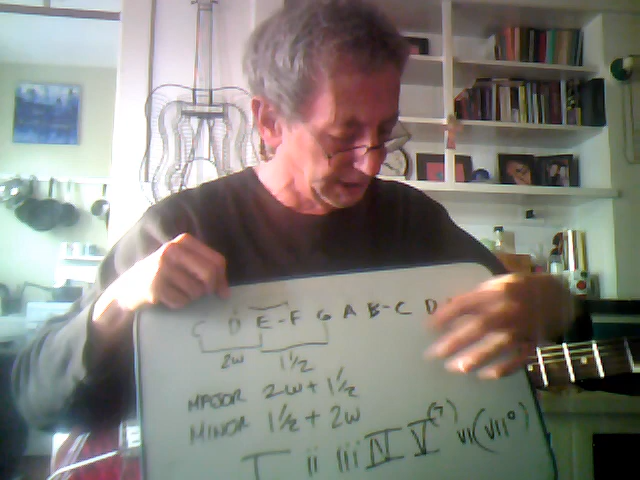 C D E-F G A B-C D
2W 1½
MAJOR 2W + 1½
MINOR 1½ + 2W
I ii iii IV V(7) vi (vii°)